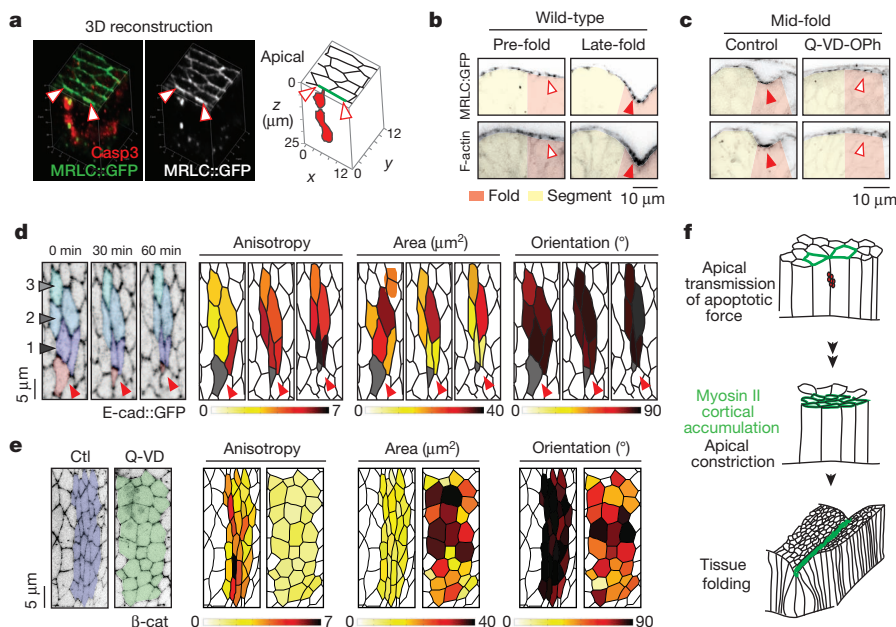 a
3D reconstruction
Casp3
MRLC::GFP
MRLC::GFP
Apical
0
z
(μm)
25
0
x
12
0
y
12
b
Wild-type
Pre-fold
Late-fold
MRLC:GFP
F-actin
Fold
Segment
10 μm
c
Mid-fold
Control
Q-VD-OPh
10 μm
d
0 min
30 min
60 min
3
2
1
5 μm
E-cad::GFP
Anisotropy
0
7
Area (μm²)
0
40
Orientation (°)
0
90
e
Ctl
Q-VD
5 μm
β-cat
Anisotropy
0
7
Area (μm²)
0
40
Orientation (°)
0
90
f
Apical
transmission
of apoptotic
force
Myosin II
cortical
accumulation
Apical
constriction
Tissue
folding